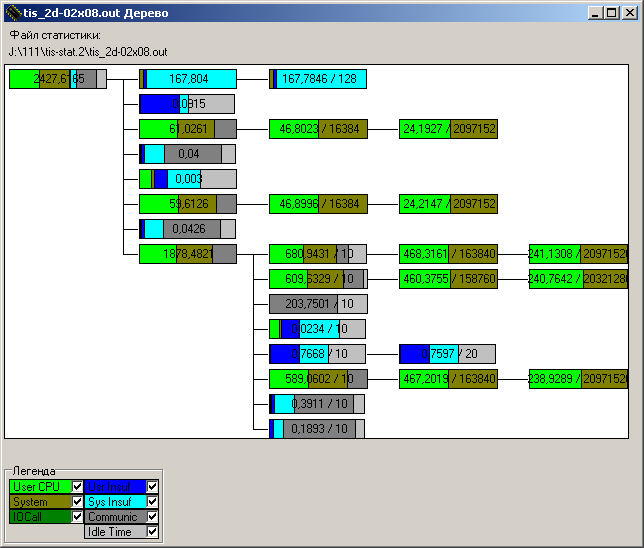 tis_2d-02x08.out Дерево
Файл статистики:
J:\111\tis-stat.2\tis_2d-02x08.out
2427,6165
167,804
167,7846 / 128
0,0915
61,0261
46,8023 / 16384
24,1927 / 2097152
0,04
0,003
59,6126
46,8996 / 16384
24,2147 / 2097152
0,0426
1878,4821
680,9431 / 10
468,3161 / 163840
241,1308 / 2097152
609,6329 / 10
460,3755 / 158760
240,7642 / 2032128
203,7501 / 10
0,0234 / 10
0,7668 / 10
0,7597 / 20
589,0602 / 10
467,2019 / 163840
238,9289 / 2097152
0,3911 / 10
0,1893 / 10
Легенда
User CPU
Usr Insuf
System
Sys Insuf
IOCall
Communic
Idle Time